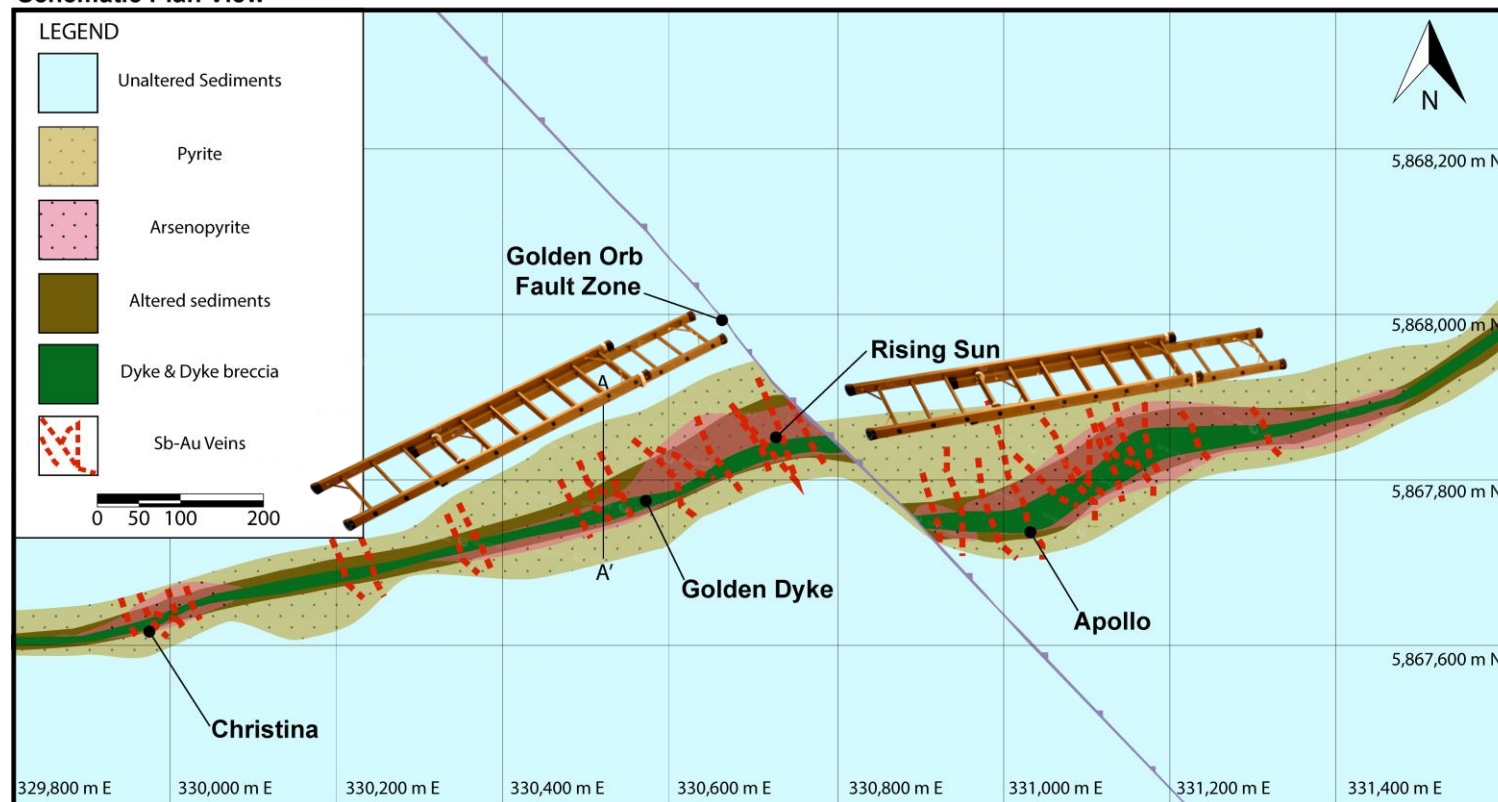 LEGEND
Unaltered Sediments
Pyrite
Arsenopyrite
Altered sediments
Dyke & Dyke breccia
Sb-Au Veins
0 50 100 200
N
5,868,200 m N
Golden Orb
Fault Zone
5,868,000 m N
Rising Sun
A
5,867,800 m N
A'
Golden Dyke
Apollo
5,867,600 m N
Christina
329,800 m E
330,000 m E
330,200 m E
330,400 m E
330,600 m E
330,800 m E
331,000 m E
331,200 m E
331,400 m E